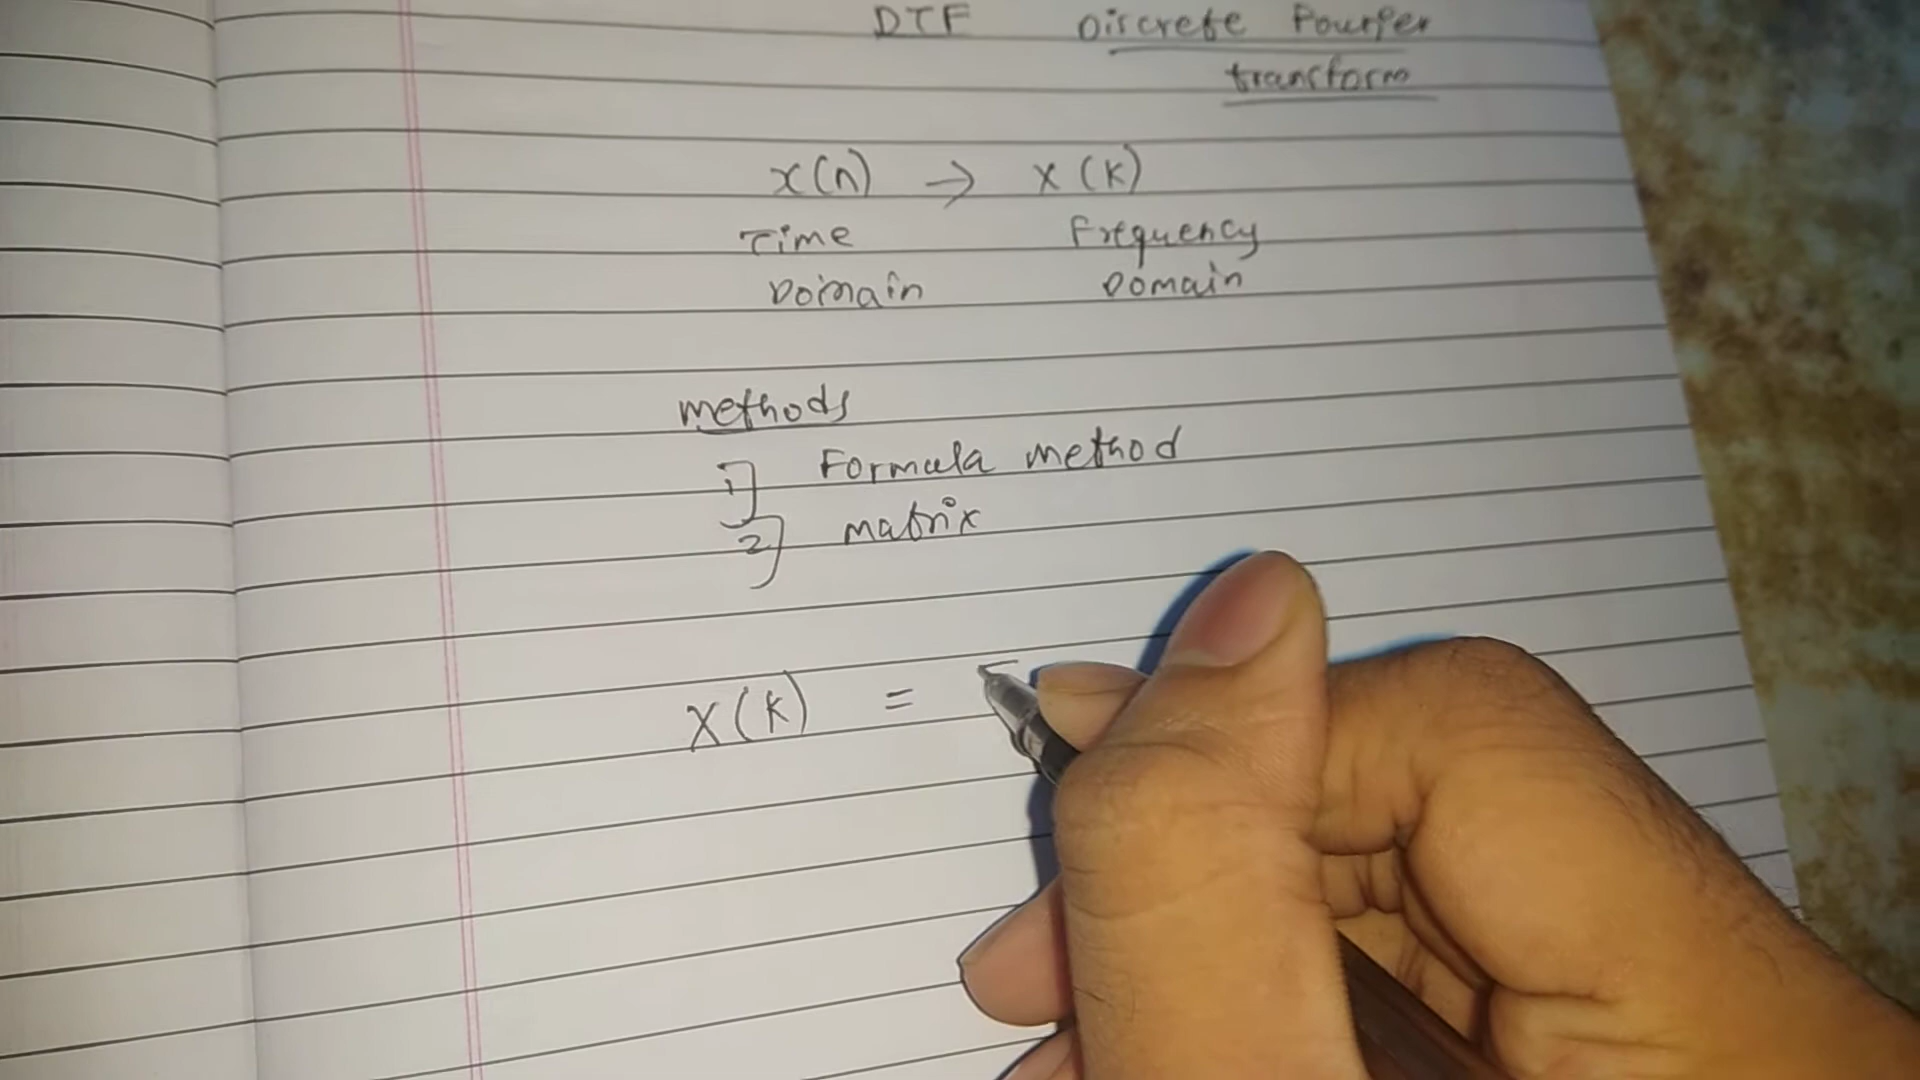 DTF Discrete Fourier
transform
x(n) → X(k)
Time Frequency
Domain Domain
methods
1) Formula method
2) matrix
X(k) =